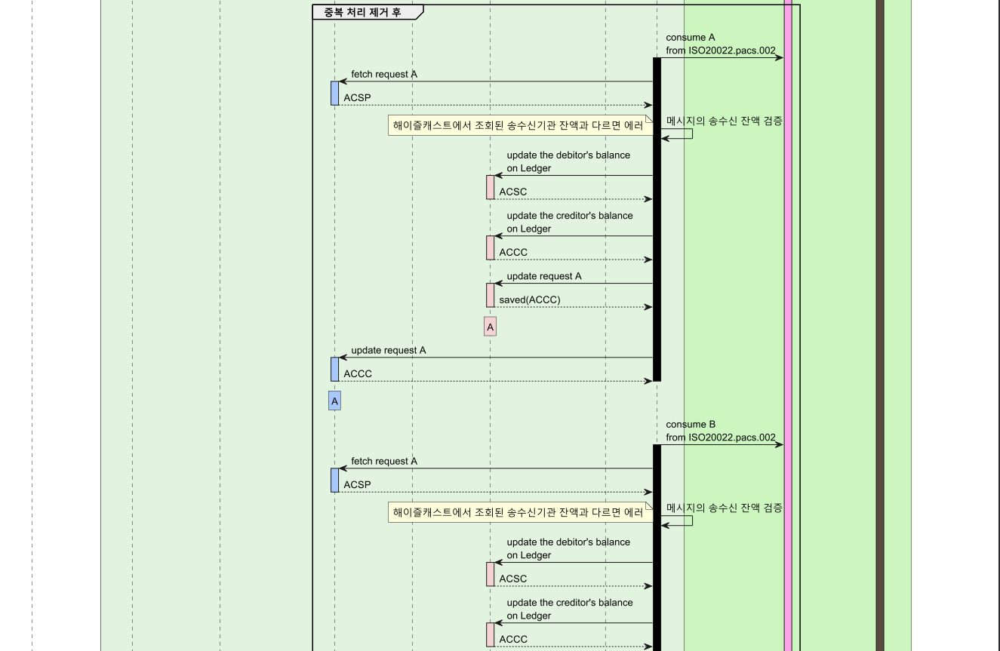 중복 처리 제거 후
consume A
from ISO20022.pacs.002
fetch request A
ACSP
해이즐캐스트에서 조회된 송수신기관 잔액과 다르면 에러
메시지의 송수신 잔액 검증
update the debitor's balance
on Ledger
ACSC
update the creditor's balance
on Ledger
ACCC
update request A
saved(ACCC)
A
update request A
ACCC
A
consume B
from ISO20022.pacs.002
fetch request A
ACSP
해이즐캐스트에서 조회된 송수신기관 잔액과 다르면 에러
메시지의 송수신 잔액 검증
update the debitor's balance
on Ledger
ACSC
update the creditor's balance
on Ledger
ACCC